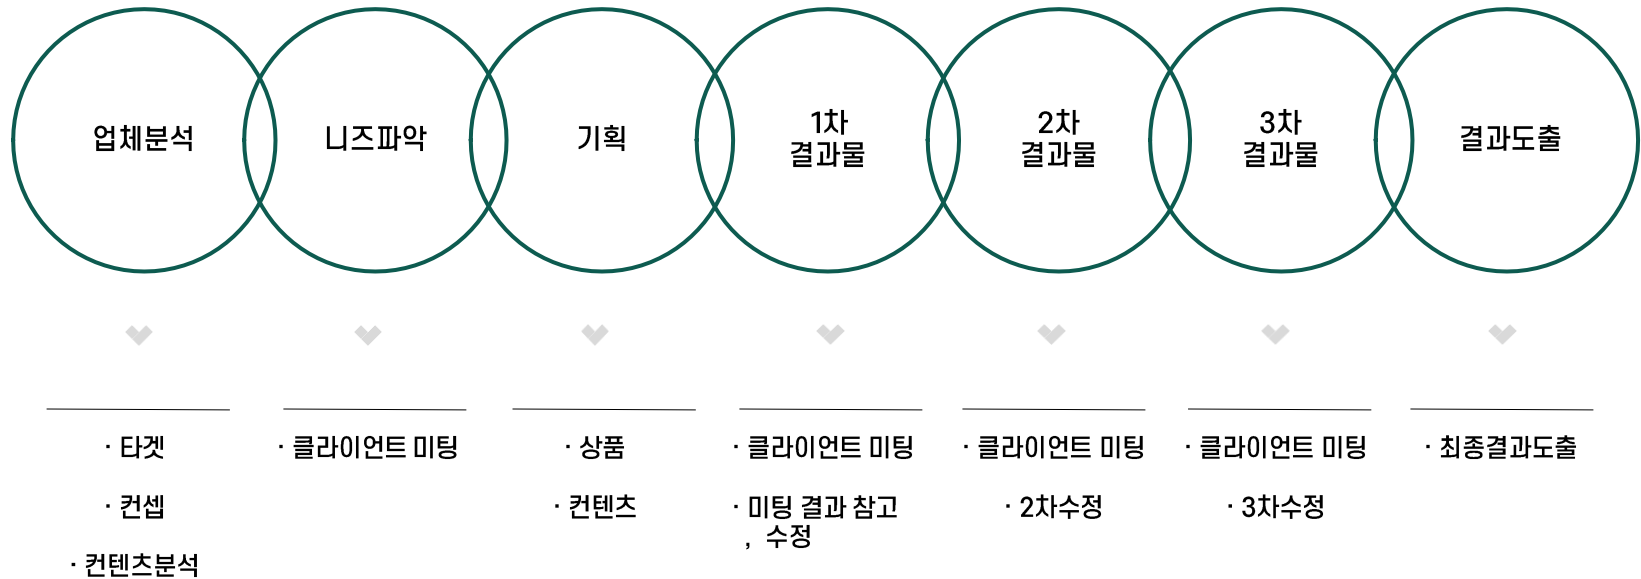 업체분석
니즈파악
기획
1차
결과물
2차
결과물
3차
결과물
결과도출
· 타겟
· 컨셉
· 컨텐츠분석
· 클라이언트 미팅
· 상품
· 컨텐츠
· 클라이언트 미팅
· 미팅 결과 참고
, 수정
· 클라이언트 미팅
· 2차수정
· 클라이언트 미팅
· 3차수정
· 최종결과도출